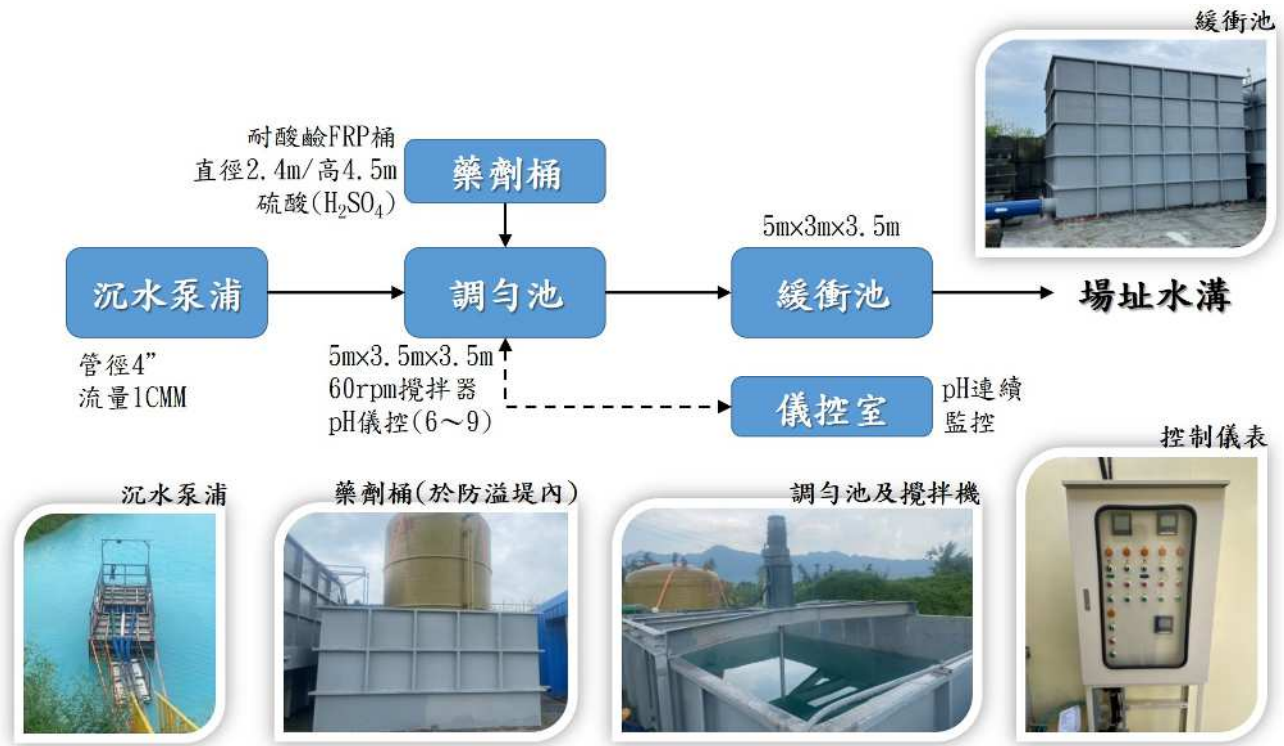 緩衝池
耐酸鹼FRP桶
直徑2.4m/高4.5m
硫酸(H₂SO₄)
藥劑桶
5m×3m×3.5m
沉水泵浦
調勻池
緩衝池
場址水溝
管徑4”
流量1CMM
5m×3.5m×3.5m
60rpm攪拌器
pH儀控(6～9)
儀控室
pH連續
監控
沉水泵浦
藥劑桶(於防溢堤內)
調勻池及攪拌機
控制儀表